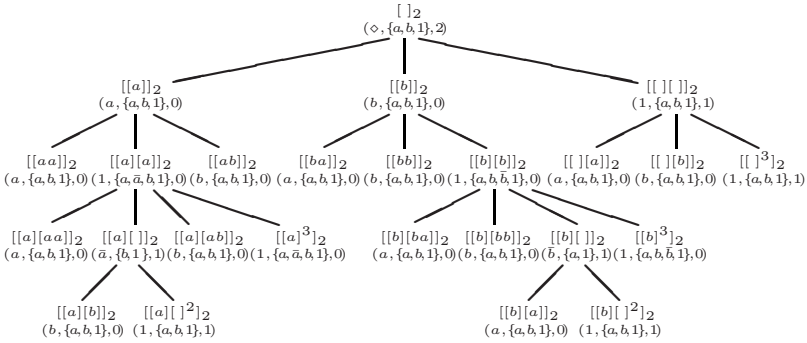 [ ]₂
(⋄,{a,b,1},2)
[[a]]₂ [[b]]₂ [[ ][ ]]₂
(a,{a,b,1},0) (b,{a,b,1},0) (1,{a,b,1},1)
[[aa]]₂ [[a][a]]₂ [[ab]]₂ [[ba]]₂ [[bb]]₂ [[b][b]]₂ [[ ][a]]₂ [[ ][b]]₂ [[ ]³]₂
(a,{a,b,1},0) (1,{a,ā,b,1},0) (b,{a,b,1},0) (a,{a,b,1},0) (b,{a,b,1},0) (1,{a,b,b̄,1},0) (a,{a,b,1},0) (b,{a,b,1},0) (1,{a,b,1},1)
[[a][aa]]₂ [[a][ ]]₂ [[a][ab]]₂ [[a]³]₂ [[b][ba]]₂ [[b][bb]]₂ [[b][ ]]₂ [[b]³]₂
(a,{a,b,1},0) (ā,{b,1},1) (b,{a,b,1},0) (1,{a,ā,b,1},0) (a,{a,b,1},0) (b,{a,b,1},0) (b̄,{a,1},1) (1,{a,b,b̄,1},0)
[[a][b]]₂ [[a][ ]²]₂ [[b][a]]₂ [[b][ ]²]₂
(b,{a,b,1},0) (1,{a,b,1},1) (a,{a,b,1},0) (1,{a,b,1},1)